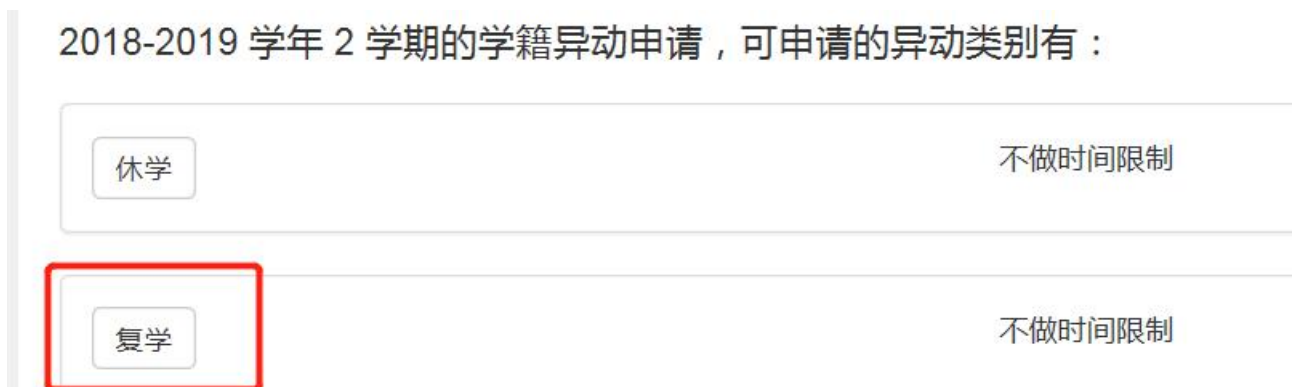 2018-2019 学年 2 学期的学籍异动申请，可申请的异动类别有：
休学 不做时间限制
复学 不做时间限制